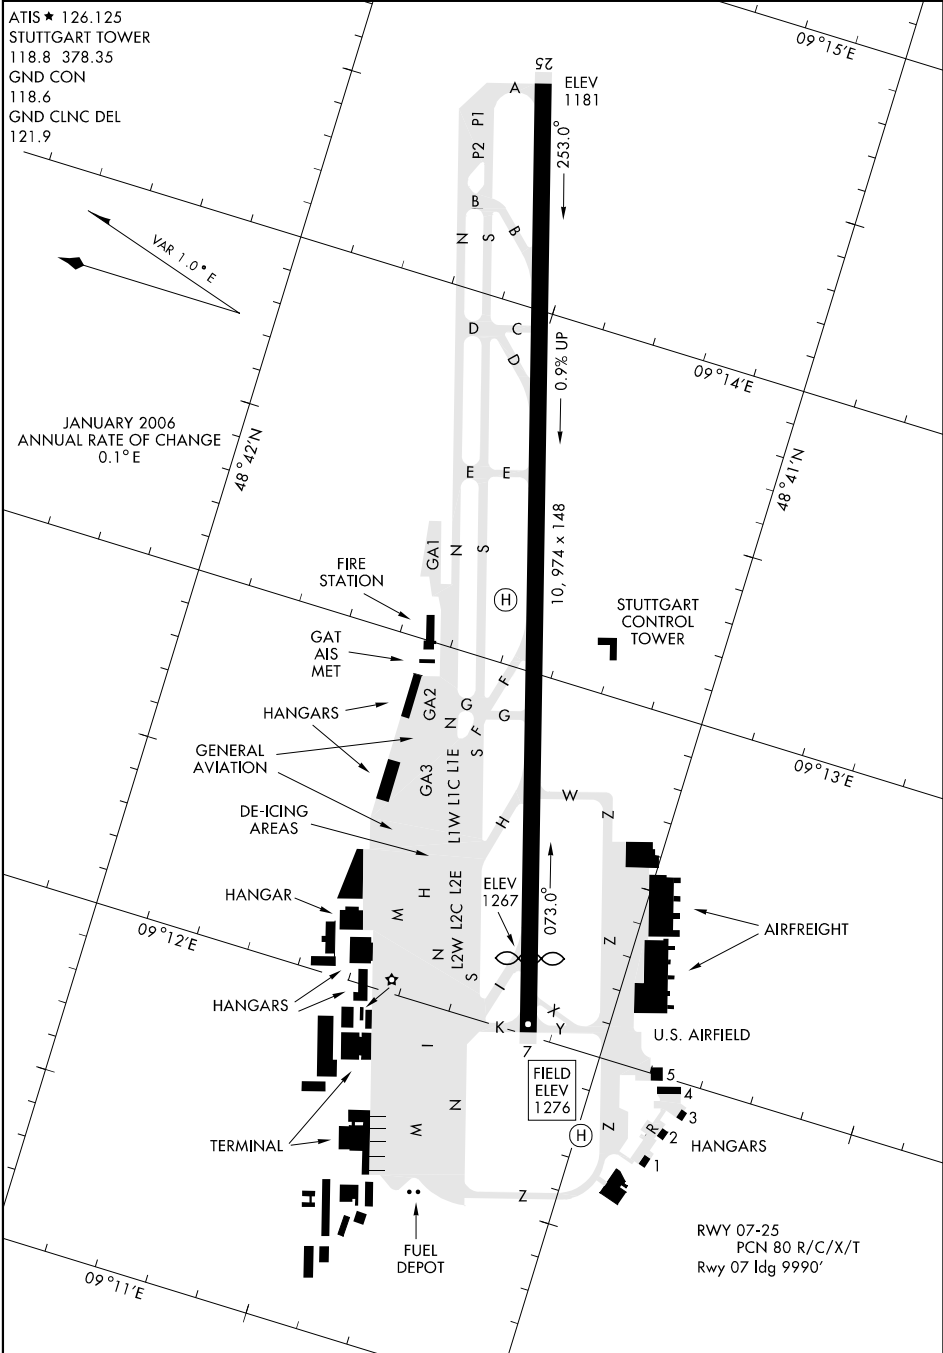 ATIS ★ 126.125
STUTTGART TOWER
118.8 378.35
GND CON
118.6
GND CLNC DEL
121.9
09°15'E
25
ELEV
1181
A
P1
P2
253.0°
B
N
S
B
VAR 1.0°E
D
C
D
0.9% UP
09°14'E
JANUARY 2006
ANNUAL RATE OF CHANGE
0.1°E
48°42'N
48°41'N
E
E
10, 974 x 148
GA1
N
S
FIRE
STATION
H
STUTTGART
CONTROL
TOWER
GAT
AIS
MET
F
GA2
G
G
HANGARS
N
F
S
GENERAL
AVIATION
09°13'E
GA3
L1W L1C L1E
W
Z
DE-ICING
AREAS
H
HANGAR
H
L2W L2C L2E
ELEV
1267
073.0°
M
AIRFREIGHT
09°12'E
N
S
Z
I
HANGARS
X
K
Y
U.S. AIRFIELD
I
7
FIELD
ELEV
1276
5
4
3
2
1
R
HANGARS
N
M
H
Z
TERMINAL
Z
FUEL
DEPOT
RWY 07-25
PCN 80 R/C/X/T
Rwy 07 ldg 9990'
09°11'E